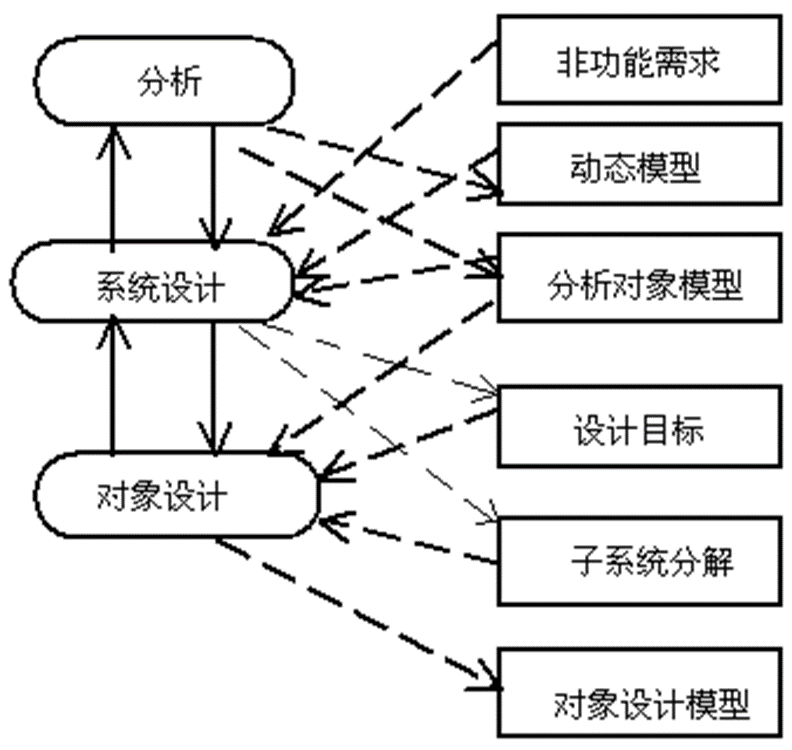 分析
系统设计
对象设计
非功能需求
动态模型
分析对象模型
设计目标
子系统分解
对象设计模型